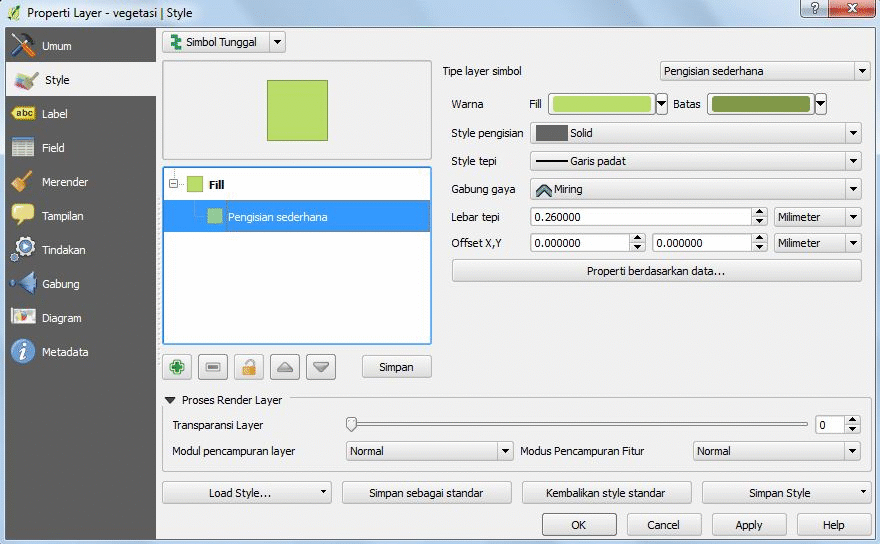 Properti Layer - vegetasi | Style
Umum
Style
abc Label
Field
Merender
Tampilan
Tindakan
Gabung
Diagram
Metadata
Simbol Tunggal
Fill
Pengisian sederhana
Simpan
Tipe layer simbol Pengisian sederhana
Warna Fill Batas
Style pengisian Solid
Style tepi Garis padat
Gabung gaya Miring
Lebar tepi 0.260000 Milimeter
Offset X,Y 0.000000 0.000000 Milimeter
Properti berdasarkan data...
Proses Render Layer
Transparansi Layer 0
Modul pencampuran layer Normal Modus Pencampuran Fitur Normal
Load Style... Simpan sebagai standar Kembalikan style standar Simpan Style
OK Cancel Apply Help